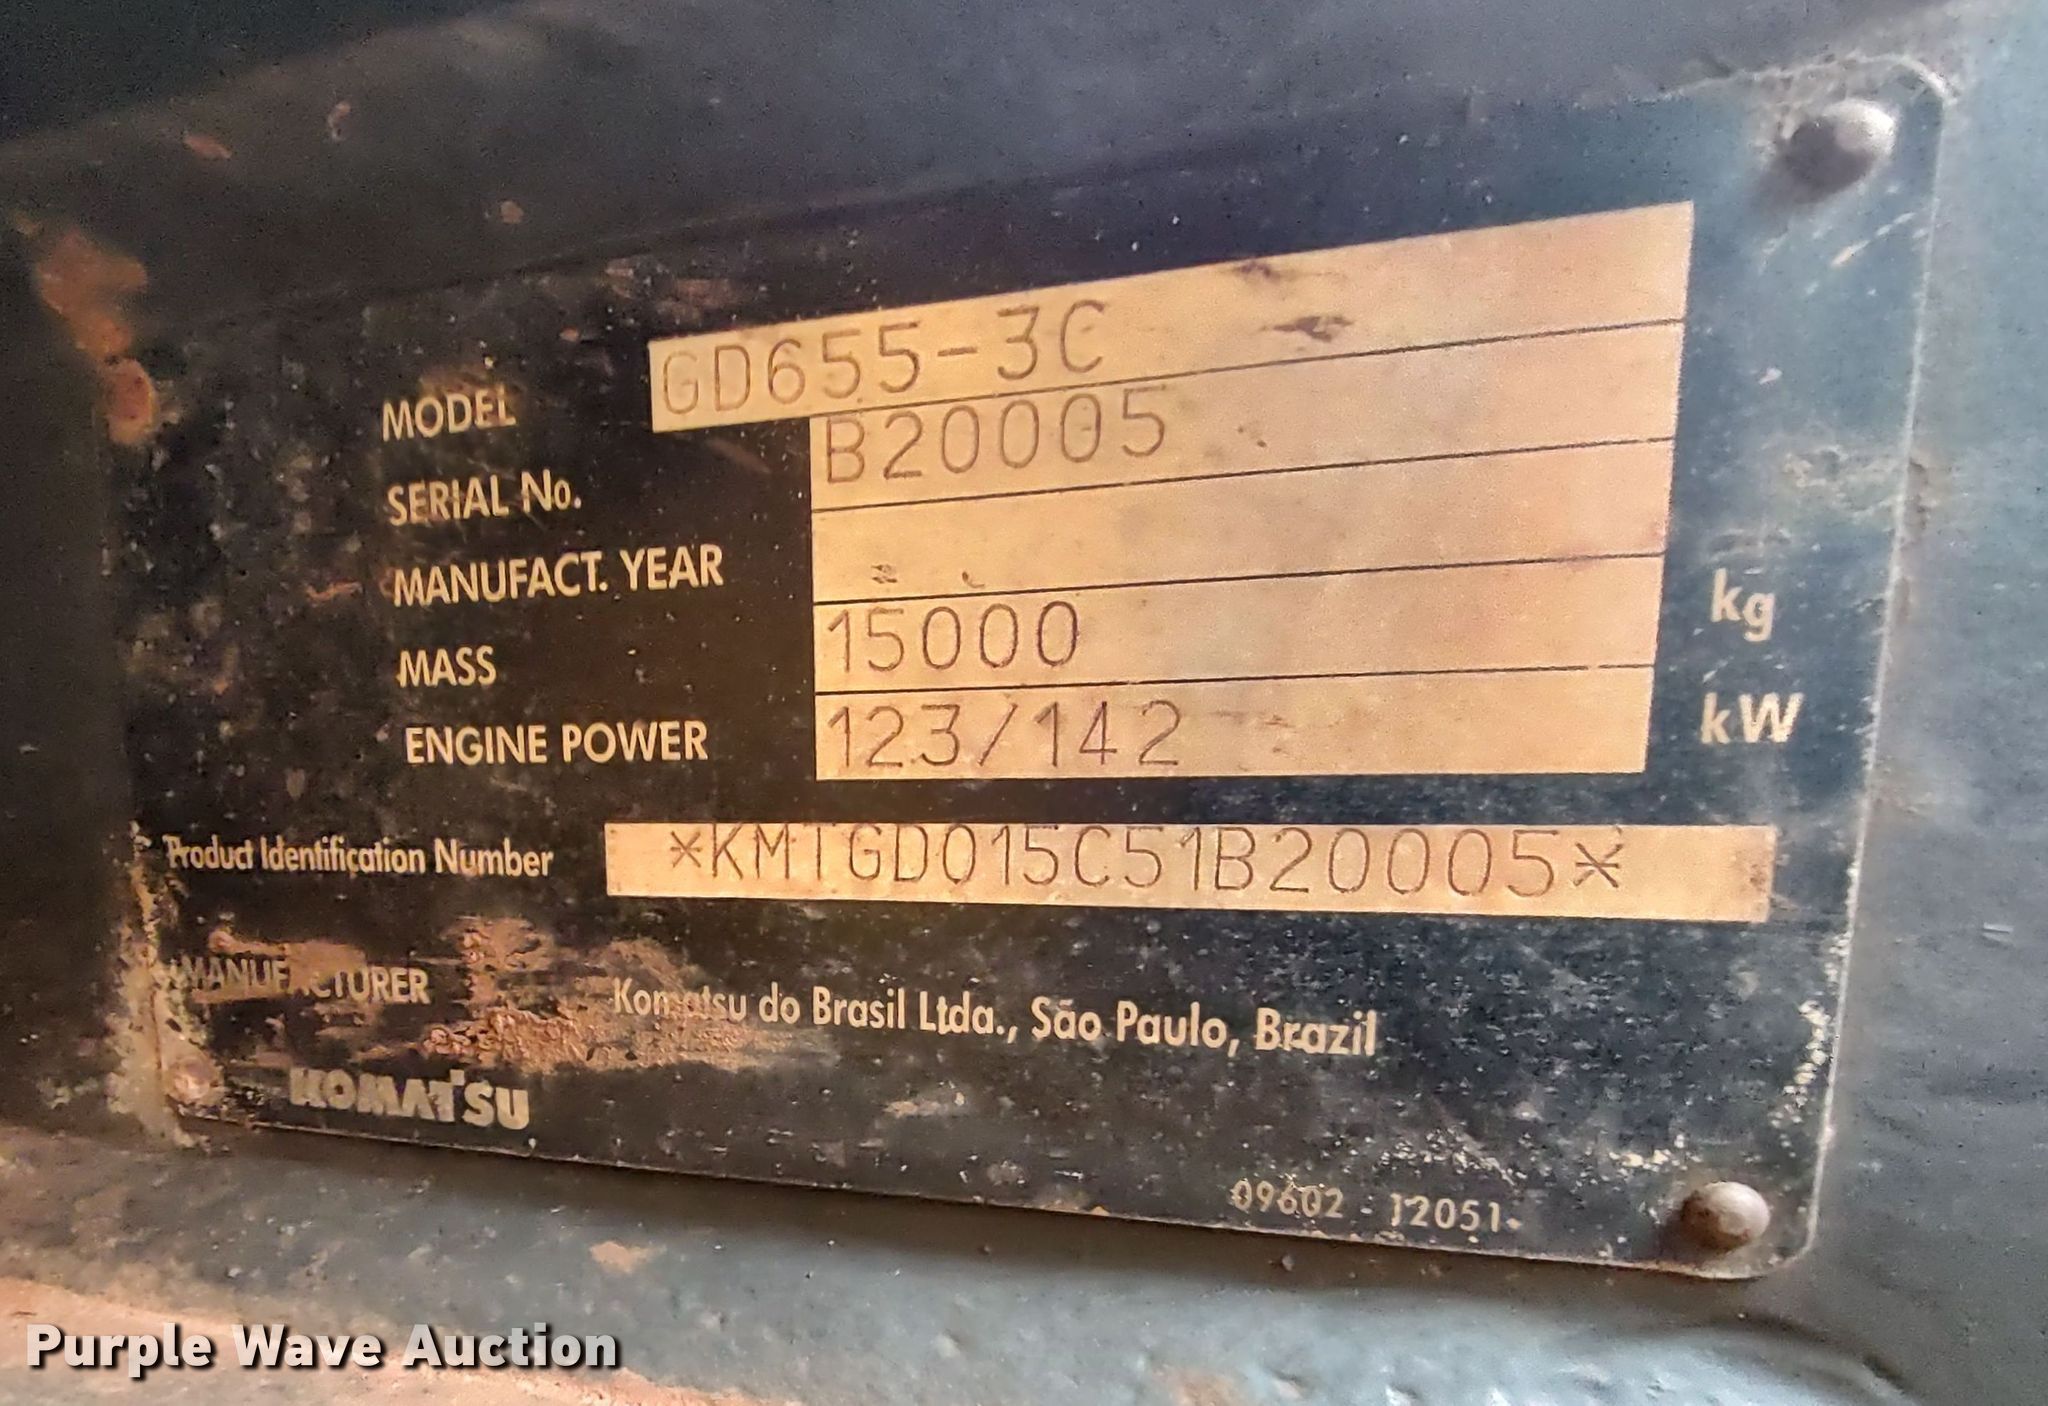 MODEL GD655-3C
SERIAL No. B20005
MANUFACT. YEAR
MASS 15000 kg
ENGINE POWER 123/142 kW
Product Identification Number *KMTGD015C51B20005*
MANUFACTURER Komatsu do Brasil Ltda., São Paulo, Brazil
KOMATSU
09602 - 12051
Purple Wave Auction